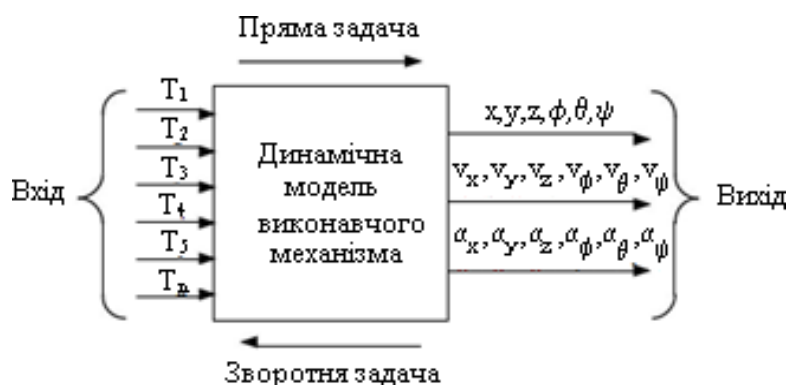 Пряма задача
Вхід
T1
T2
T3
T4
T5
Tn
Динамічна
модель
виконавчого
механізма
x,y,z,ϕ,θ,ψ
vx,vy,vz,vϕ,vθ,vψ
αx,αy,αz,αϕ,αθ,αψ
Вихід
Зворотня задача